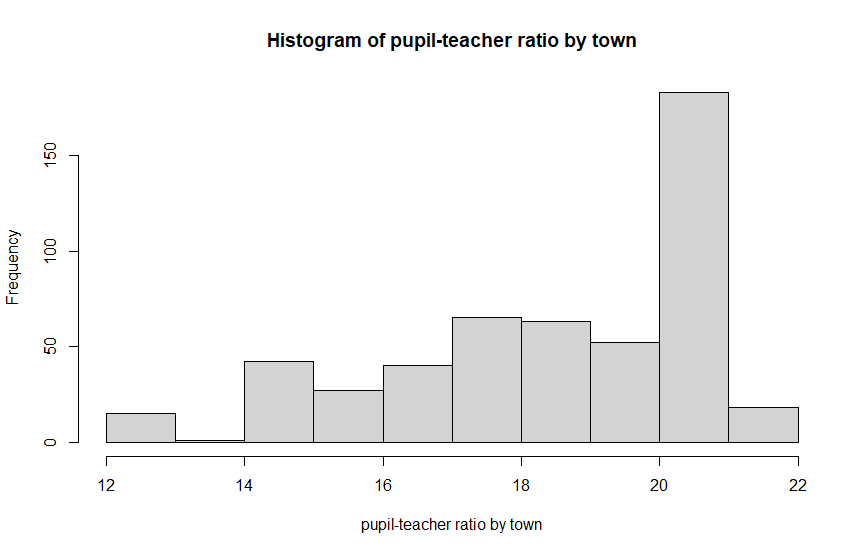 Histogram of pupil-teacher ratio by town
Frequency
150
100
50
0
12 14 16 18 20 22
pupil-teacher ratio by town